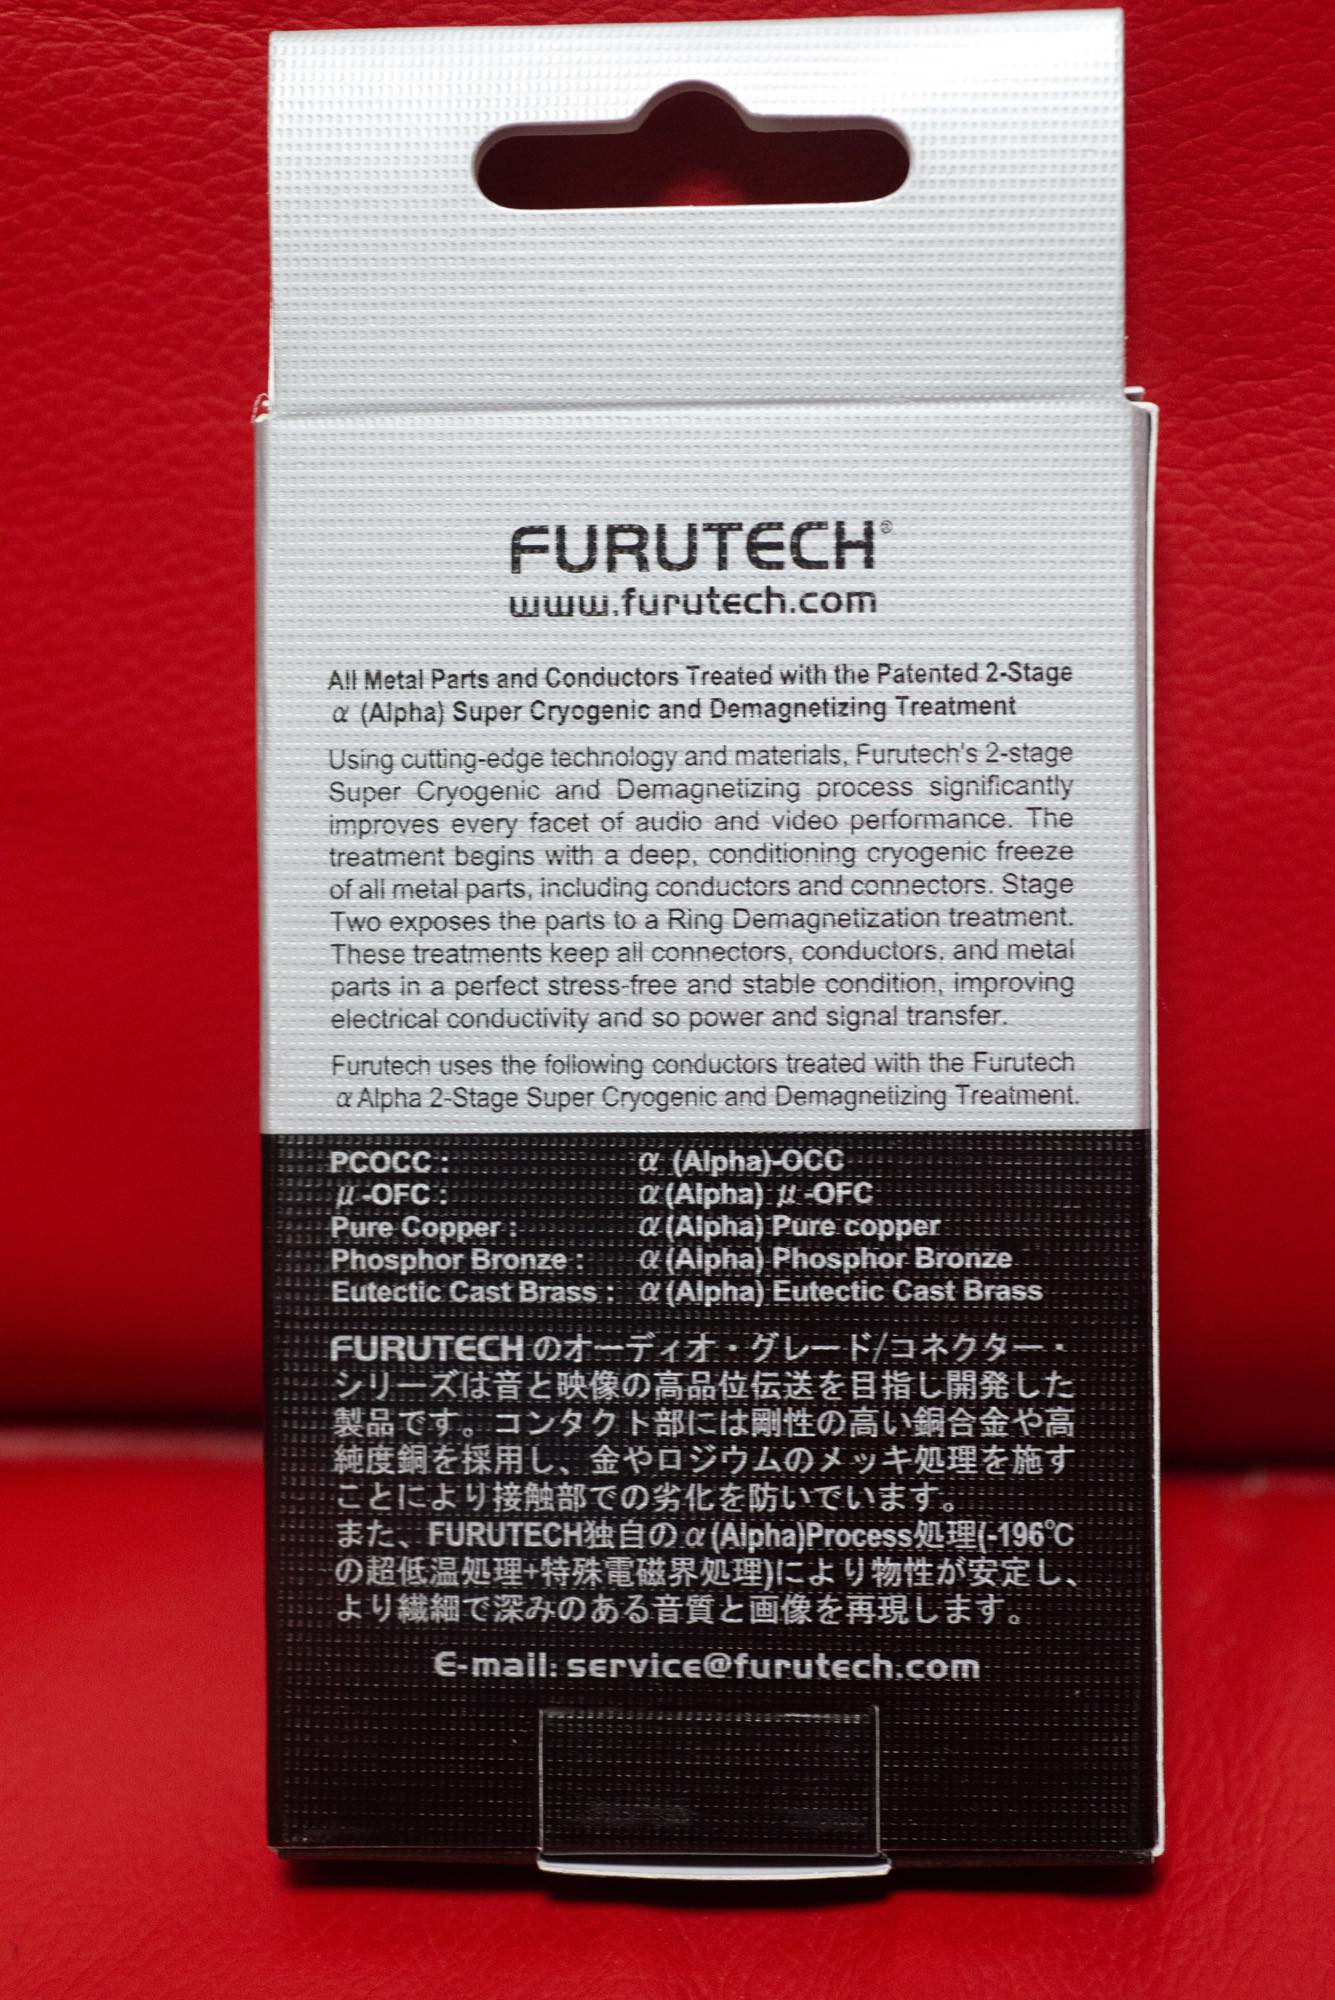 FURUTECH®
www.furutech.com
All Metal Parts and Conductors Treated with the Patented 2-Stage
α (Alpha) Super Cryogenic and Demagnetizing Treatment
Using cutting-edge technology and materials, Furutech's 2-stage
Super Cryogenic and Demagnetizing process significantly
improves every facet of audio and video performance. The
treatment begins with a deep, conditioning cryogenic freeze
of all metal parts, including conductors and connectors. Stage
Two exposes the parts to a Ring Demagnetization treatment.
These treatments keep all connectors, conductors, and metal
parts in a perfect stress-free and stable condition, improving
electrical conductivity and so power and signal transfer.
Furutech uses the following conductors treated with the Furutech
α Alpha 2-Stage Super Cryogenic and Demagnetizing Treatment.
PCOCC : α (Alpha)-OCC
μ-OFC : α (Alpha) μ-OFC
Pure Copper : α (Alpha) Pure copper
Phosphor Bronze : α (Alpha) Phosphor Bronze
Eutectic Cast Brass : α (Alpha) Eutectic Cast Brass
FURUTECHのオーディオ・グレード/コネクター・
シリーズは音と映像の高品位伝送を目指し開発した
製品です。コンタクト部には剛性の高い銅合金や高
純度銅を採用し、金やロジウムのメッキ処理を施す
ことにより接触部での劣化を防いでいます。
また、FURUTECH独自のα(Alpha)Process処理(-196℃
の超低温処理+特殊電磁界処理)により物性が安定し、
より繊細で深みのある音質と画像を再現します。
E-mail: service@furutech.com